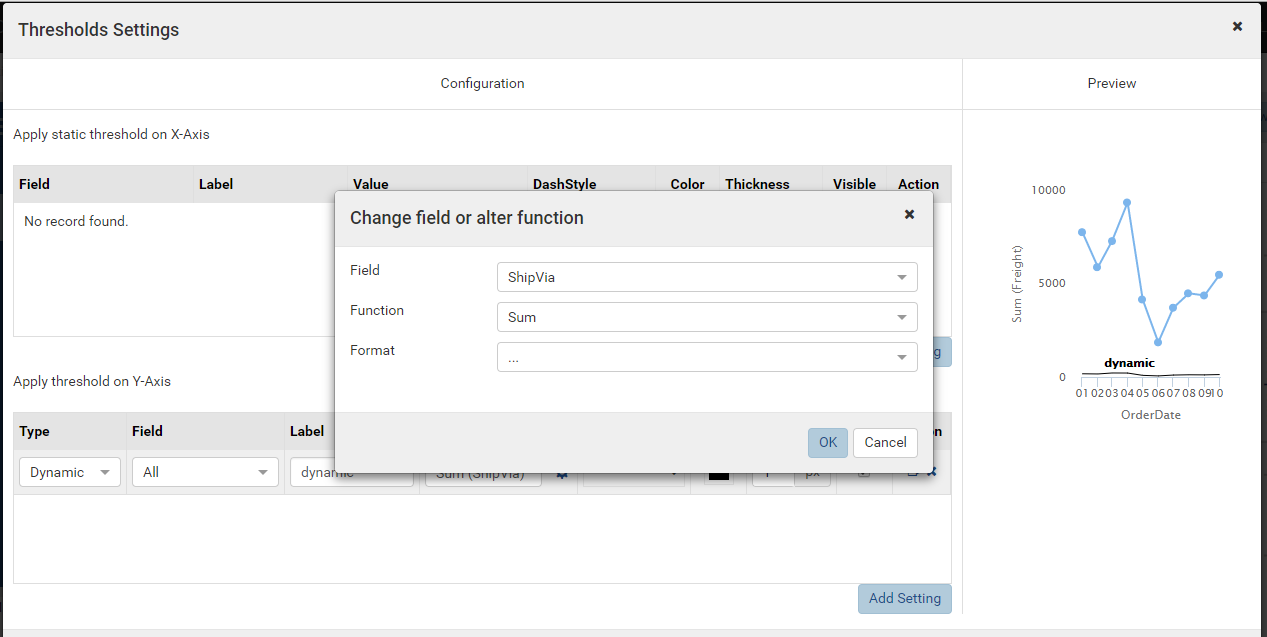 Thresholds Settings
Configuration
Preview
Apply static threshold on X-Axis
Field Label Value DashStyle Color Thickness Visible Action
No record found.
Change field or alter function
Field ShipVia
Function Sum
Format ...
OK Cancel
g
Apply threshold on Y-Axis
Type Field Label n
Dynamic All dynamic Sum (ShipVia) 1 px
Add Setting
10000
5000
0
Sum (Freight)
dynamic
01 02 03 04 05 06 07 08 09 10
OrderDate